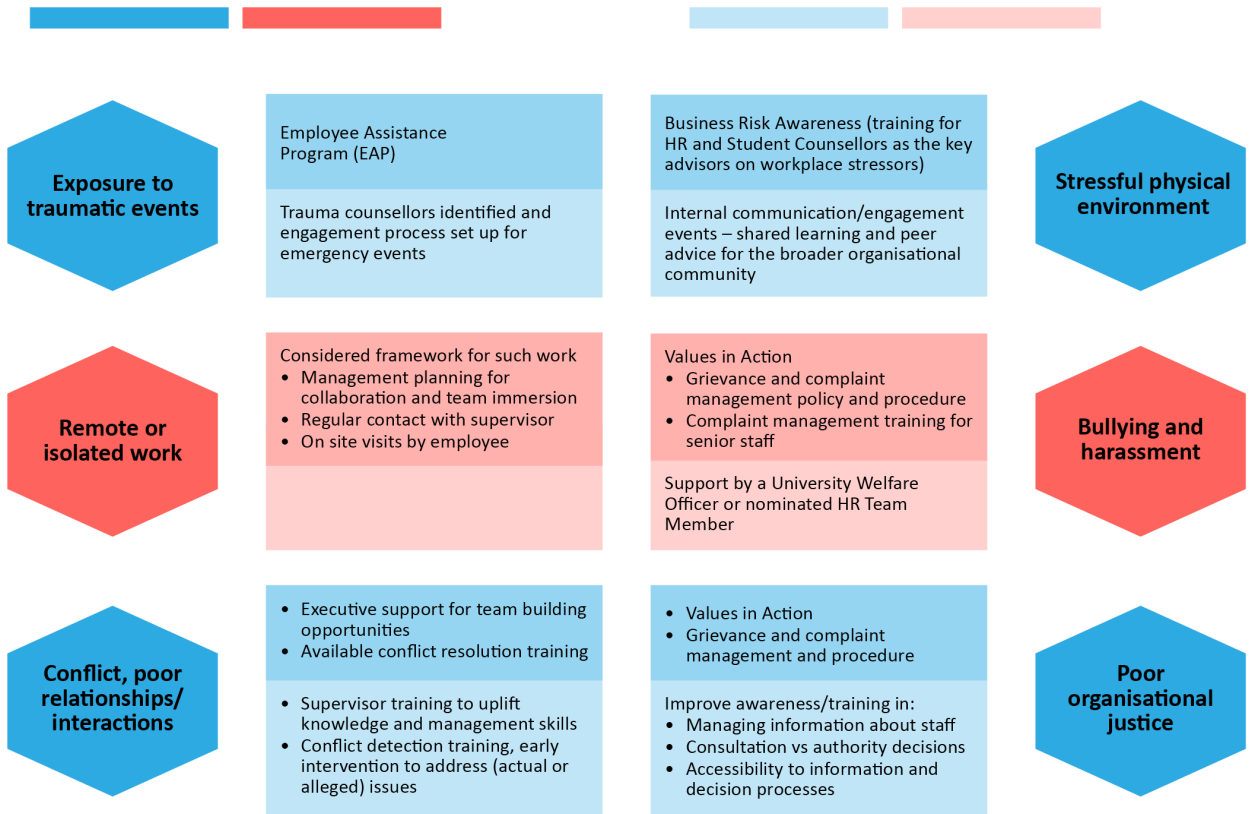 Exposure to
traumatic events
Employee Assistance
Program (EAP)
Trauma counsellors identified and
engagement process set up for
emergency events
Business Risk Awareness (training for
HR and Student Counsellors as the key
advisors on workplace stressors)
Internal communication/engagement
events – shared learning and peer
advice for the broader organisational
community
Stressful physical
environment
Remote or
isolated work
Considered framework for such work
• Management planning for
collaboration and team immersion
• Regular contact with supervisor
• On site visits by employee
Values in Action
• Grievance and complaint
management policy and procedure
• Complaint management training for
senior staff
Support by a University Welfare
Officer or nominated HR Team
Member
Bullying and
harassment
Conflict, poor
relationships/
interactions
• Executive support for team building
opportunities
• Available conflict resolution training
• Supervisor training to uplift
knowledge and management skills
• Conflict detection training, early
intervention to address (actual or
alleged) issues
• Values in Action
• Grievance and complaint
management and procedure
Improve awareness/training in:
• Managing information about staff
• Consultation vs authority decisions
• Accessibility to information and
decision processes
Poor
organisational
justice